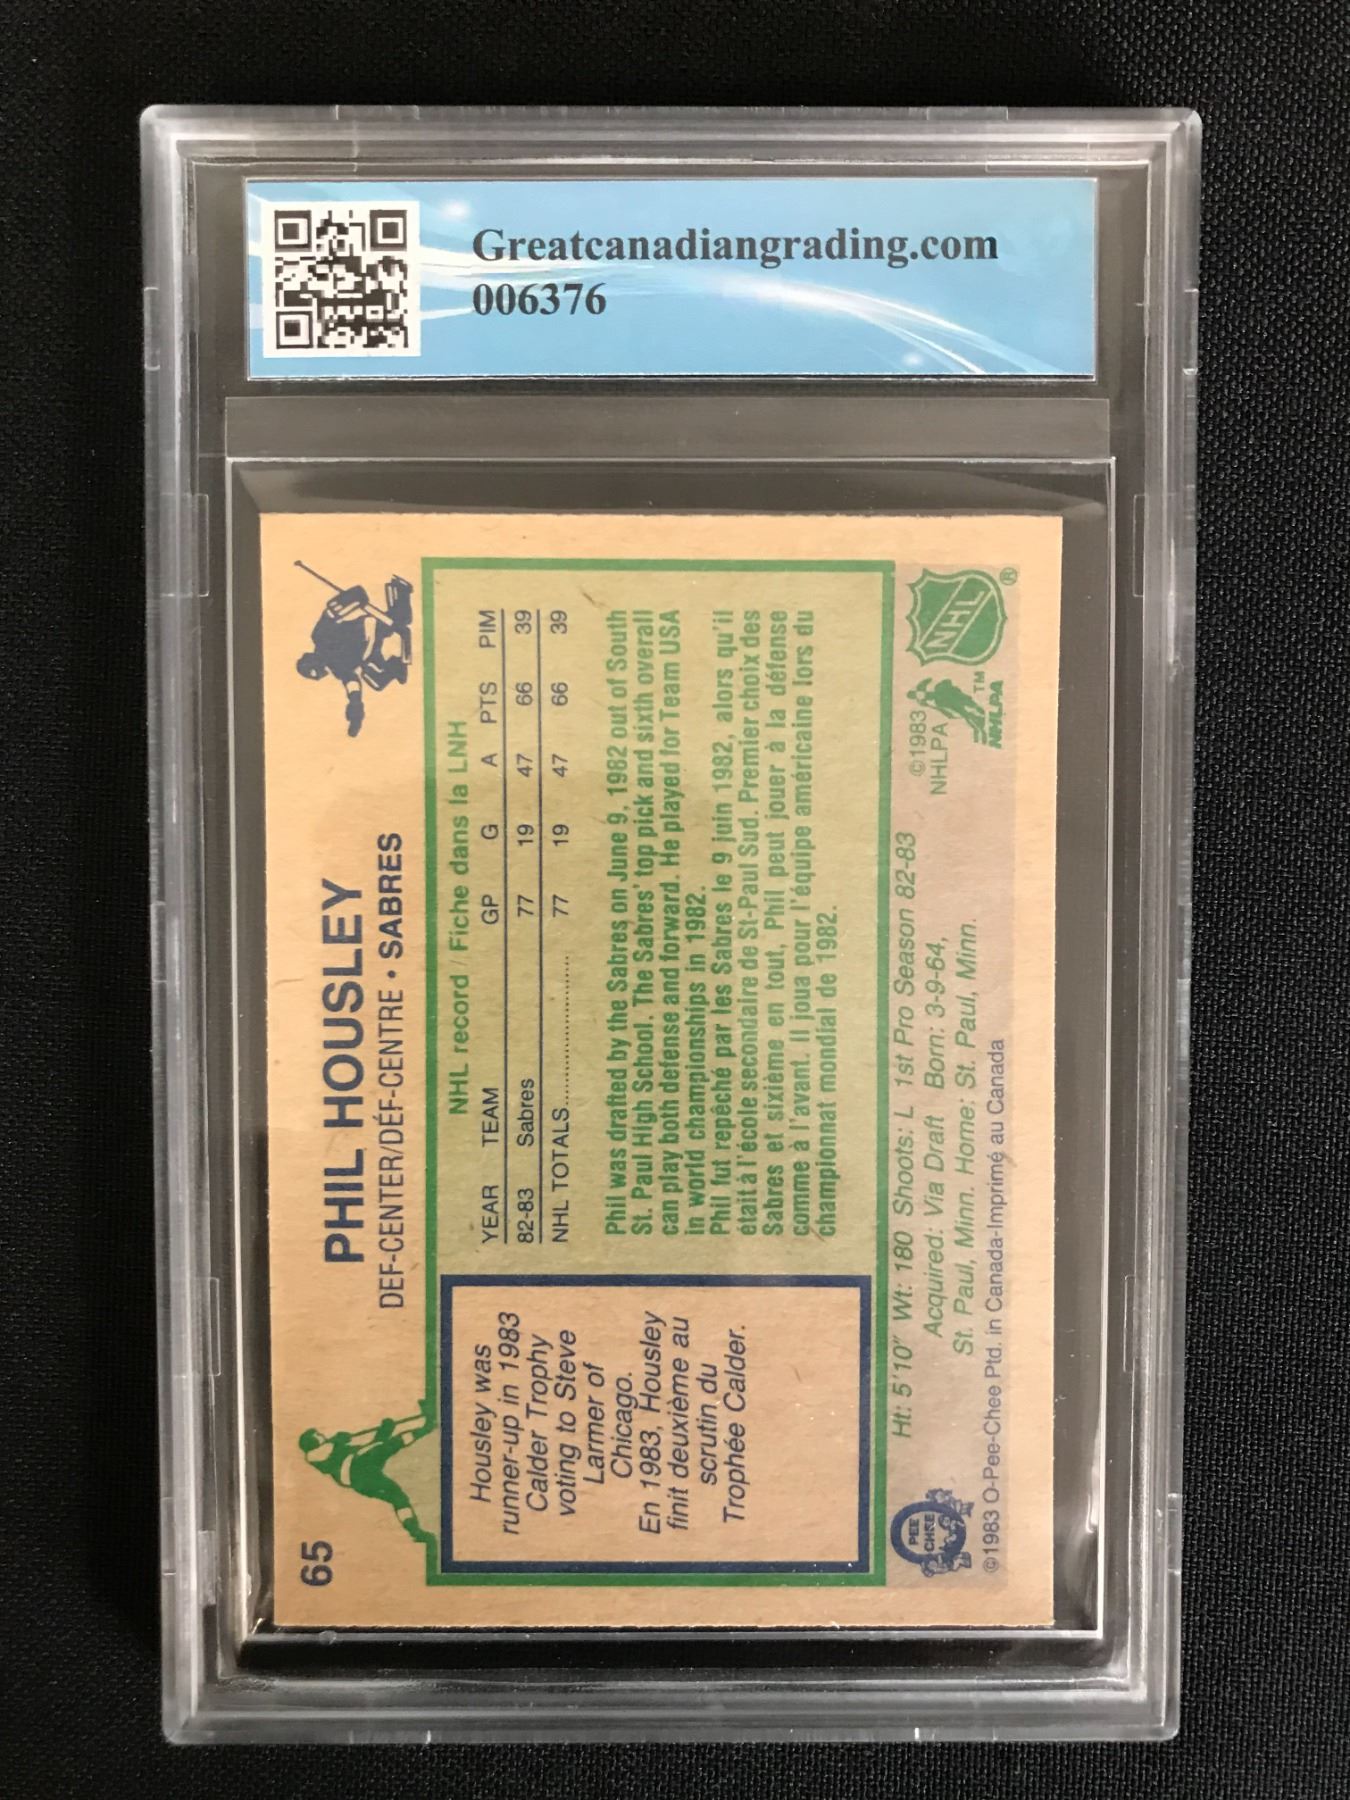 Greatcanadiangrading.com
006376
65
PHIL HOUSLEY
DEF-CENTER/DÉF-CENTRE • SABRES
NHL record / Fiche dans la LNH
YEAR TEAM GP G A PTS PIM
82-83 Sabres 77 19 47 66 39
NHL TOTALS.................... 77 19 47 66 39
Phil was drafted by the Sabres on June 9, 1982 out of South
St. Paul High School. The Sabres' top pick and sixth overall
can play both defense and forward. He played for Team USA
in world championships in 1982.
Phil fut repêché par les Sabres le 9 juin 1982, alors qu'il
était à l'école secondaire de St-Paul Sud. Premier choix des
Sabres et sixième en tout, Phil peut jouer à la défense
comme à l'avant. Il joua pour l'équipe américaine lors du
championnat mondial de 1982.
Housley was
runner-up in 1983
Calder Trophy
voting to Steve
Larmer of
Chicago.
En 1983, Housley
finit deuxième au
scrutin du
Trophée Calder.
Ht: 5'10" Wt: 180 Shoots: L 1st Pro Season 82-83
Acquired: Via Draft Born: 3-9-64,
St. Paul, Minn. Home: St. Paul, Minn.
©1983 O-Pee-Chee Ptd. in Canada-Imprimé au Canada
©1983
NHLPA
NHLPA TM
NHL ®
O
PEE
CHEE